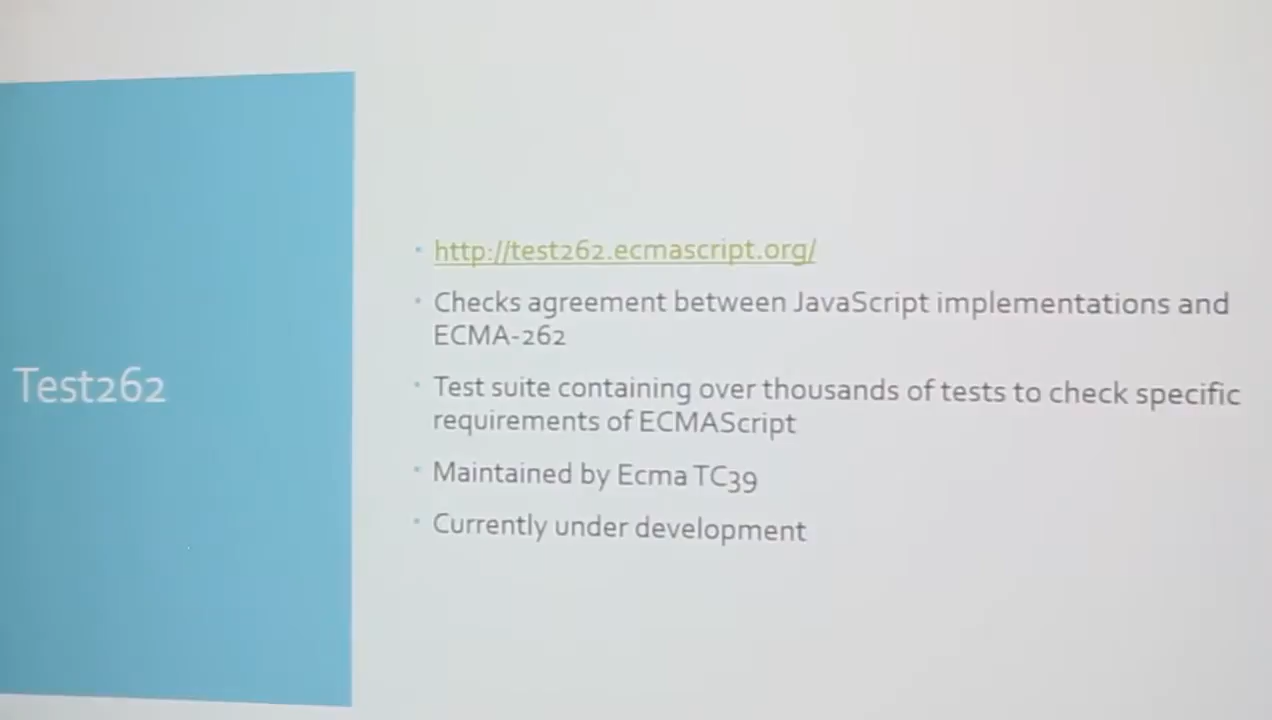 Test262
http://test262.ecmascript.org/
Checks agreement between JavaScript implementations and
ECMA-262
Test suite containing over thousands of tests to check specific
requirements of ECMAScript
Maintained by Ecma TC39
Currently under development